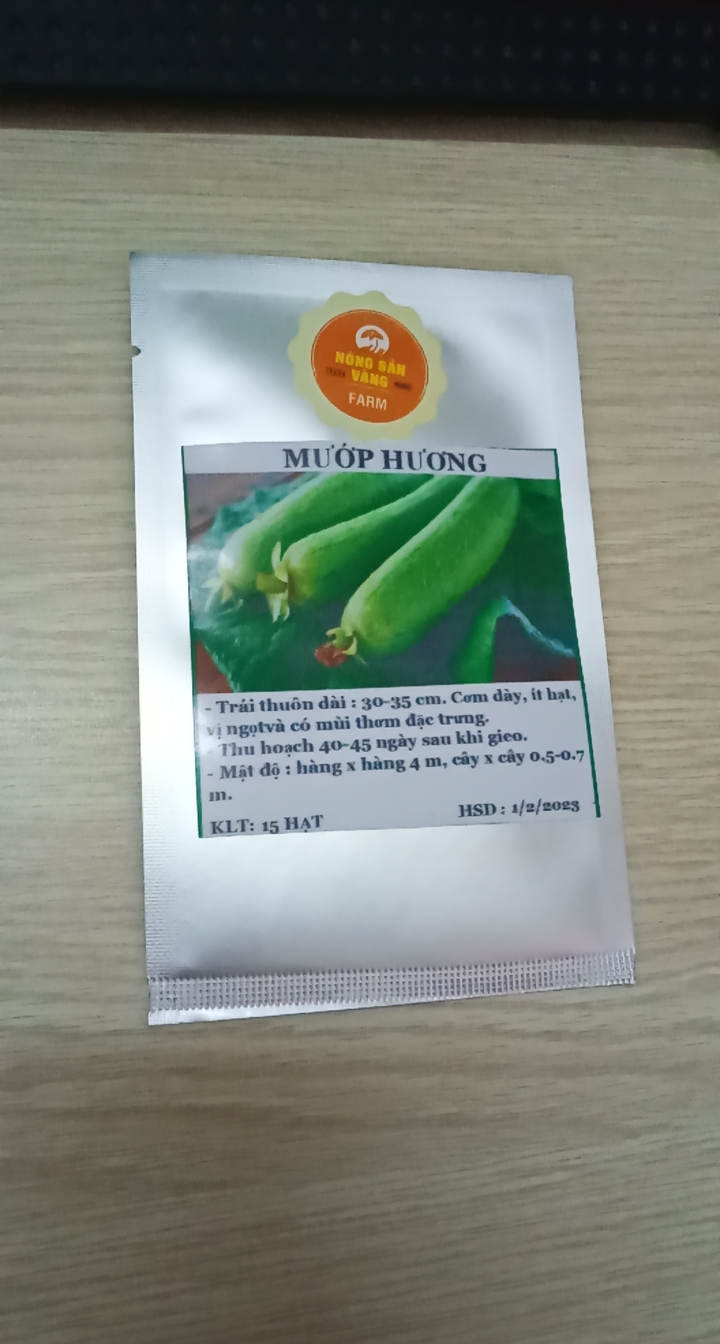 NÔNG SẢN
VÀNG
FARM
MƯỚP HƯƠNG
- Trái thuôn dài : 30-35 cm. Cơm dày, ít hạt,
vị ngọtvà có mùi thơm đặc trưng.
Thu hoạch 40-45 ngày sau khi gieo.
- Mật độ : hàng x hàng 4 m, cây x cây 0.5-0.7
m.
KLT: 15 HẠT HSD : 1/2/2023